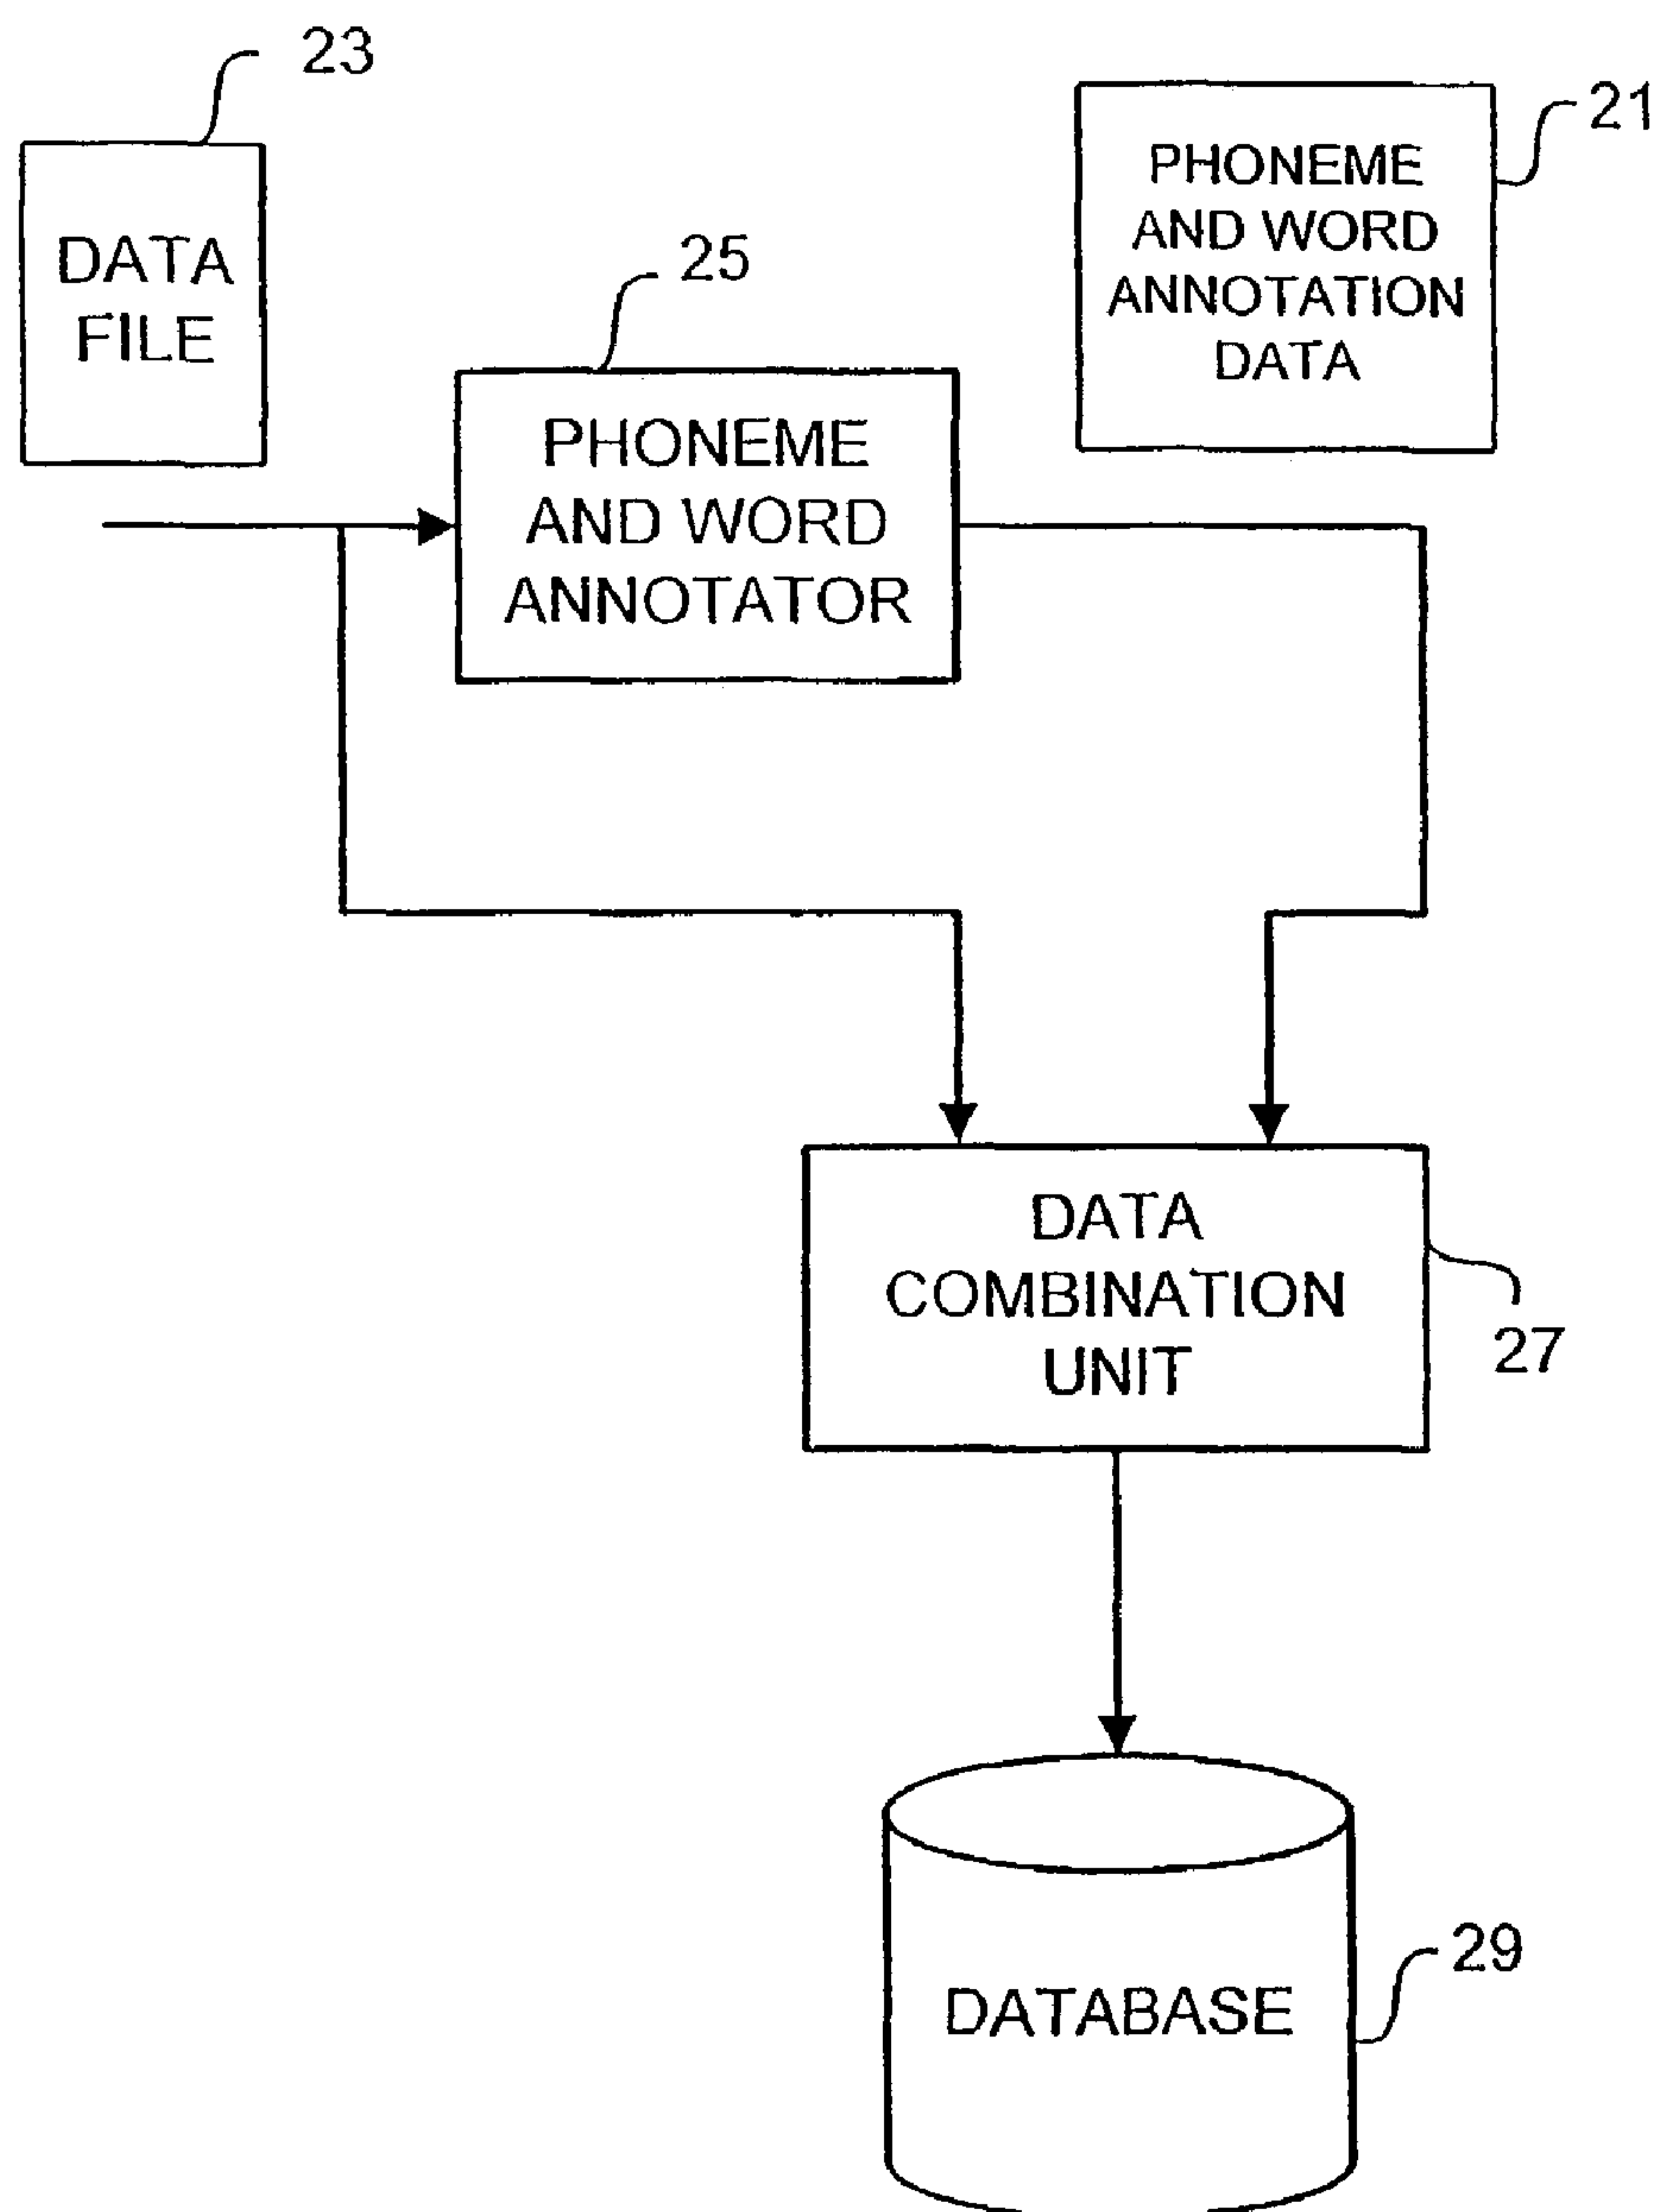 23
DATA
FILE
21
PHONEME
AND WORD
ANNOTATION
DATA
25
PHONEME
AND WORD
ANNOTATOR
DATA
COMBINATION
UNIT
27
DATABASE
29